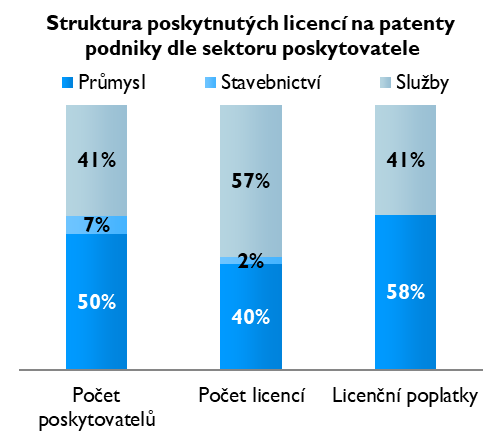 Struktura poskytnutých licencí na patenty
podniky dle sektoru poskytovatele
Průmysl Stavebnictví Služby
41% 57% 41%
7% 2%
50% 40% 58%
Počet poskytovatelů
Počet licencí
Licenční poplatky